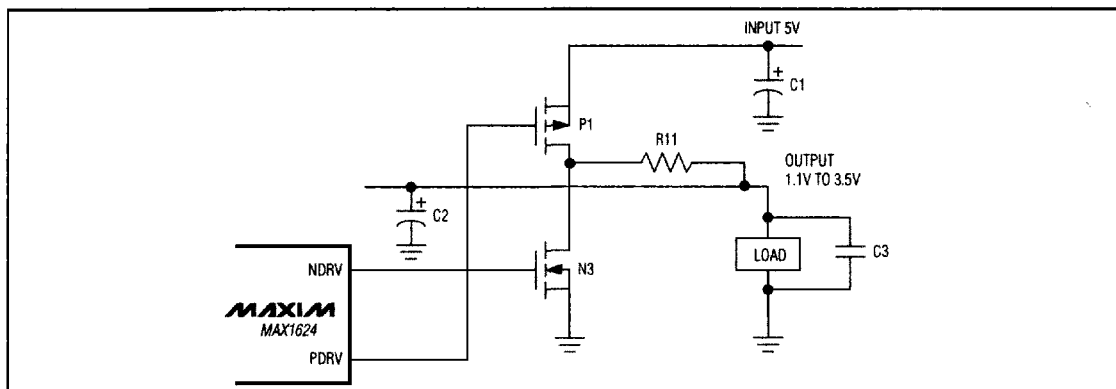 INPUT 5V
+
C1
P1
R11
OUTPUT
1.1V TO 3.5V
+
C2
NDRV
N3
LOAD
C3
MAXIM
MAX1624
PDRV